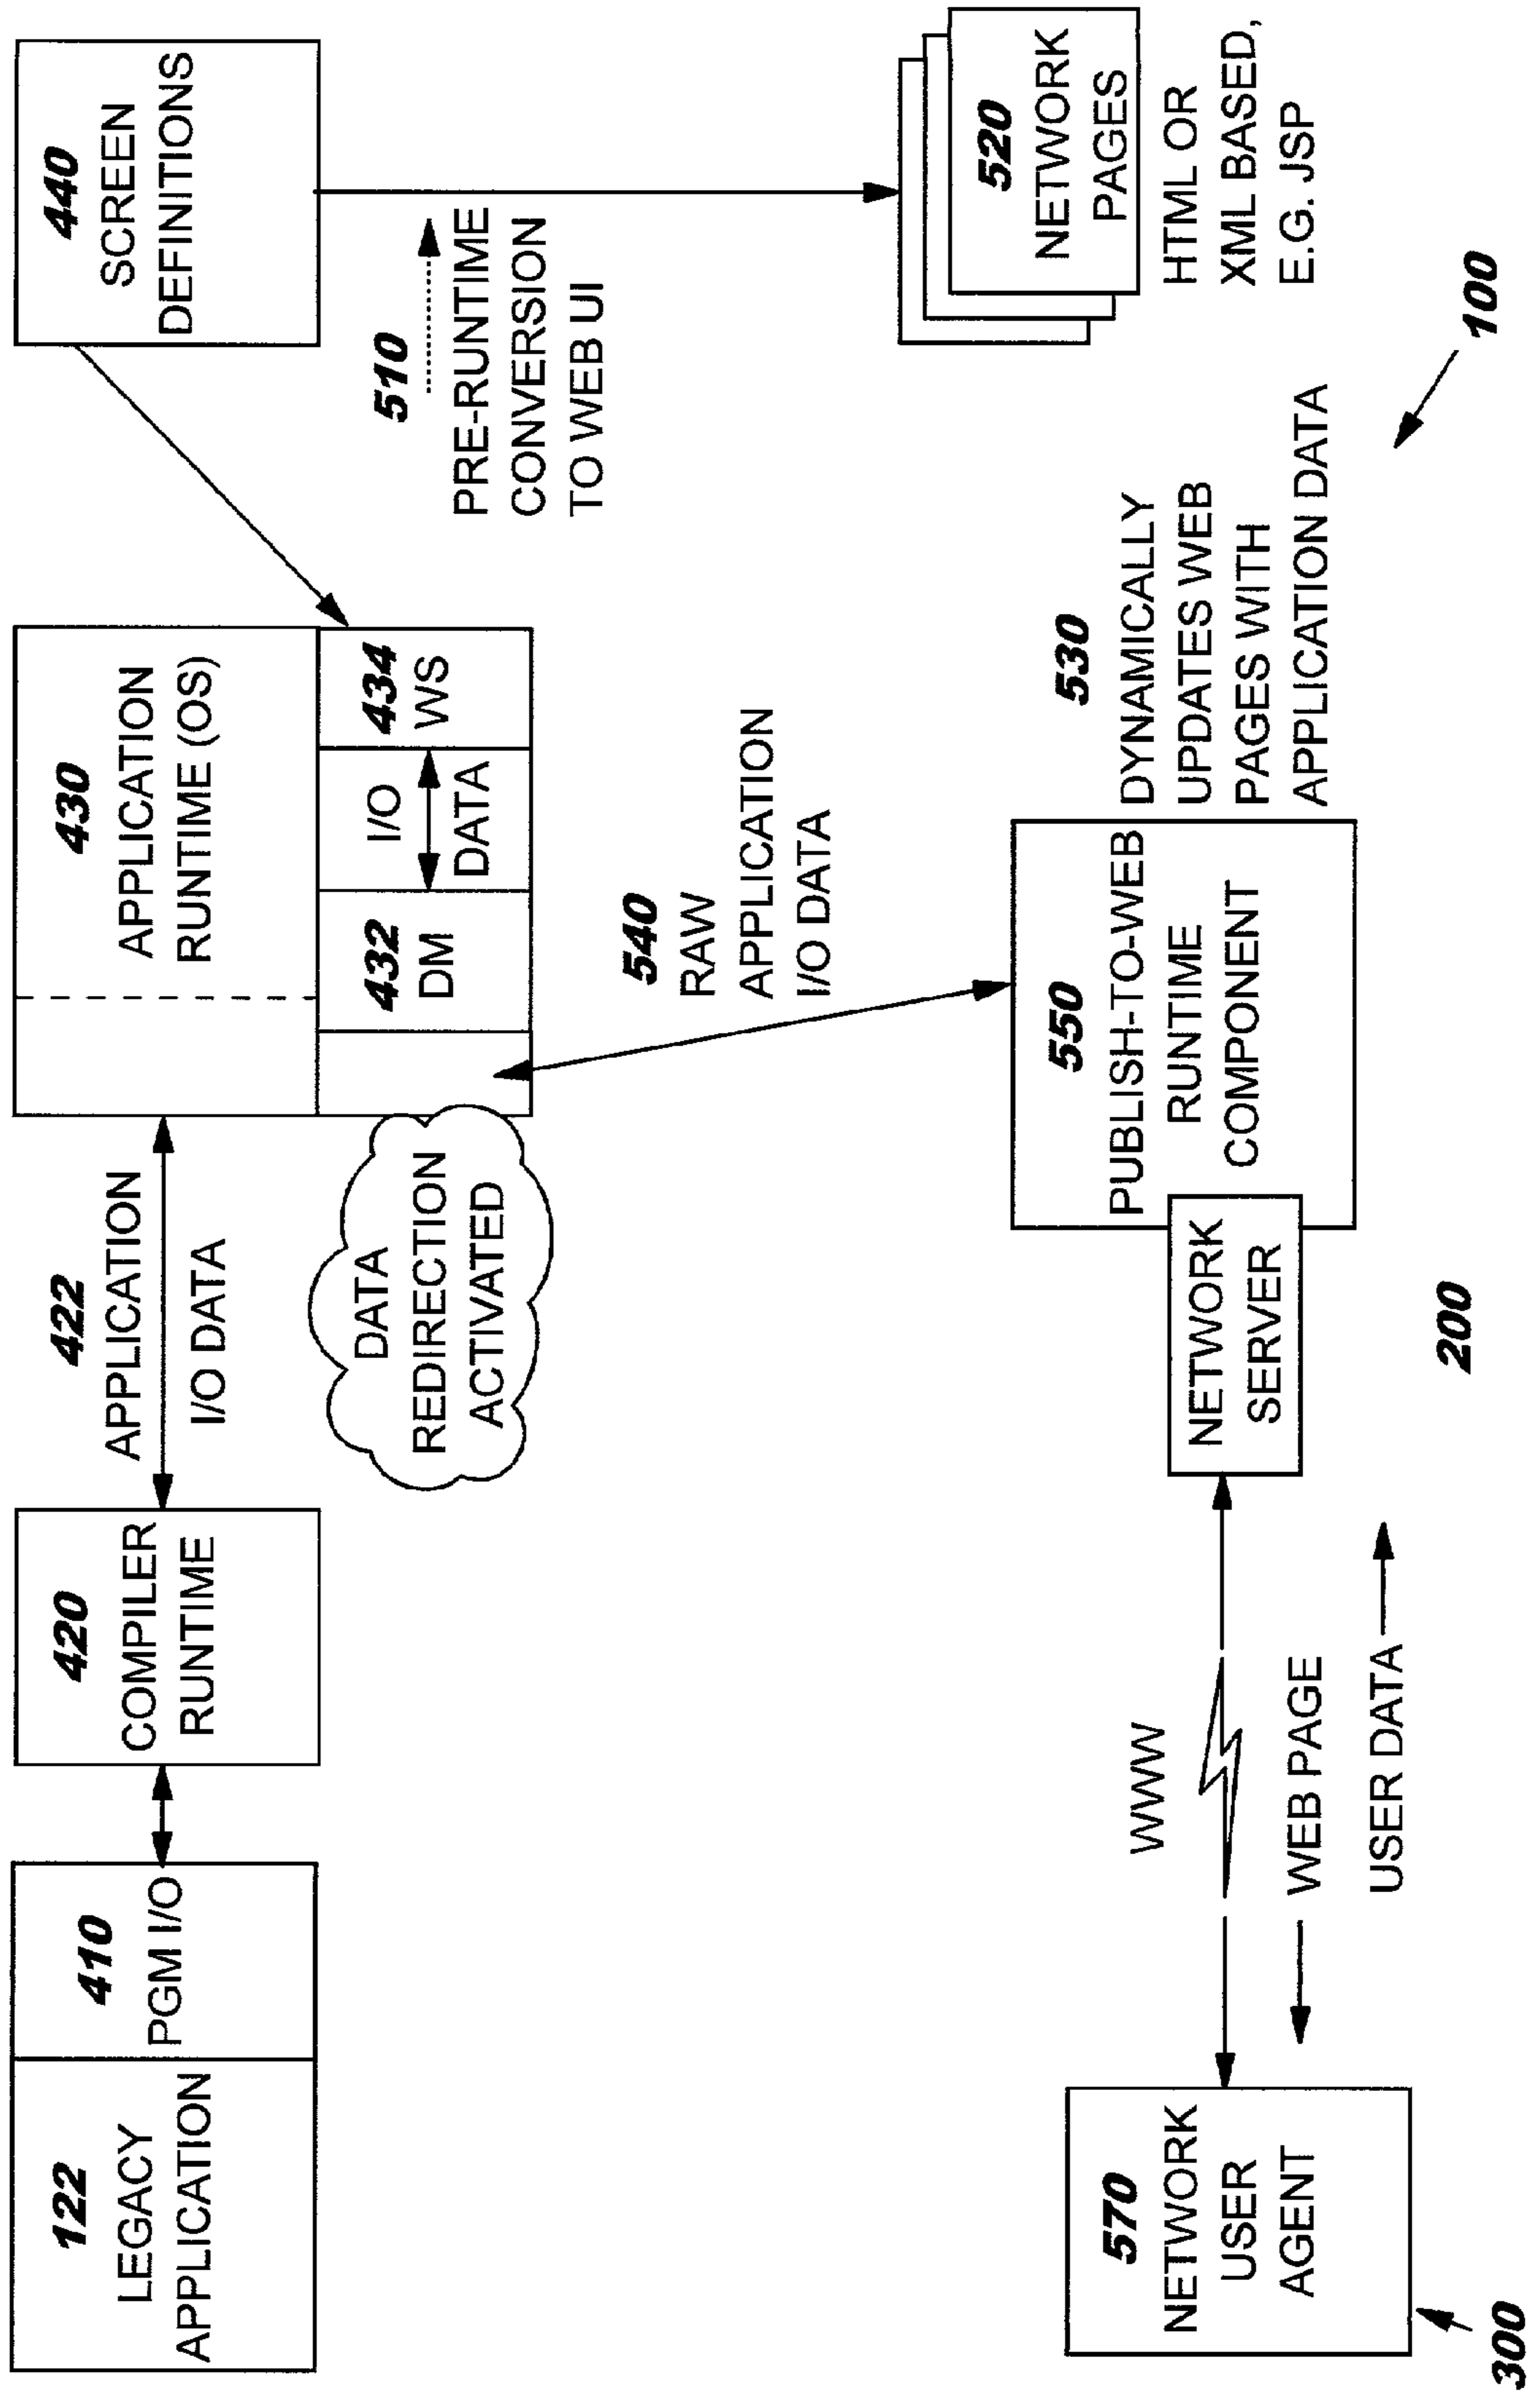 122
LEGACY
APPLICATION
410
PGM I/O
420
COMPILER
RUNTIME
422
APPLICATION
I/O DATA
430
APPLICATION
RUNTIME (OS)
432
DM
I/O
DATA
434
WS
440
SCREEN
DEFINITIONS
DATA
REDIRECTION
ACTIVATED
510
PRE-RUNTIME
CONVERSION
TO WEB UI
540
RAW
APPLICATION
I/O DATA
520
NETWORK
PAGES
HTML OR
XML BASED,
E.G. JSP
530
DYNAMICALLY
UPDATES WEB
PAGES WITH
APPLICATION DATA
550
PUBLISH-TO-WEB
RUNTIME
COMPONENT
NETWORK
SERVER
WWW
WEB PAGE
USER DATA
570
NETWORK
USER
AGENT
300
200
100